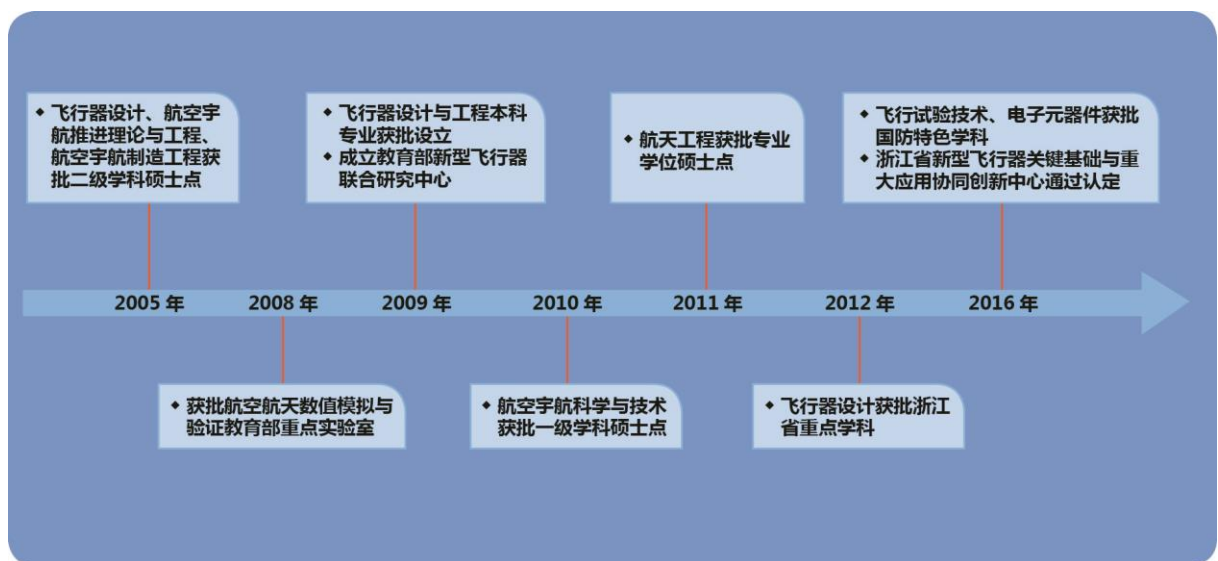 ◆ 飞行器设计、航空宇
航推进理论与工程、
航空宇航制造工程获
批二级学科硕士点
◆ 飞行器设计与工程本科
专业获批设立
◆ 成立教育部新型飞行器
联合研究中心
◆ 航天工程获批专业
学位硕士点
◆ 飞行试验技术、电子元器件获批
国防特色学科
◆ 浙江省新型飞行器关键基础与重
大应用协同创新中心通过认定
2005 年
2008 年
2009 年
2010 年
2011 年
2012 年
2016 年
◆ 获批航空航天数值模拟与
验证教育部重点实验室
◆ 航空宇航科学与技术
获批一级学科硕士点
◆ 飞行器设计获批浙江
省重点学科